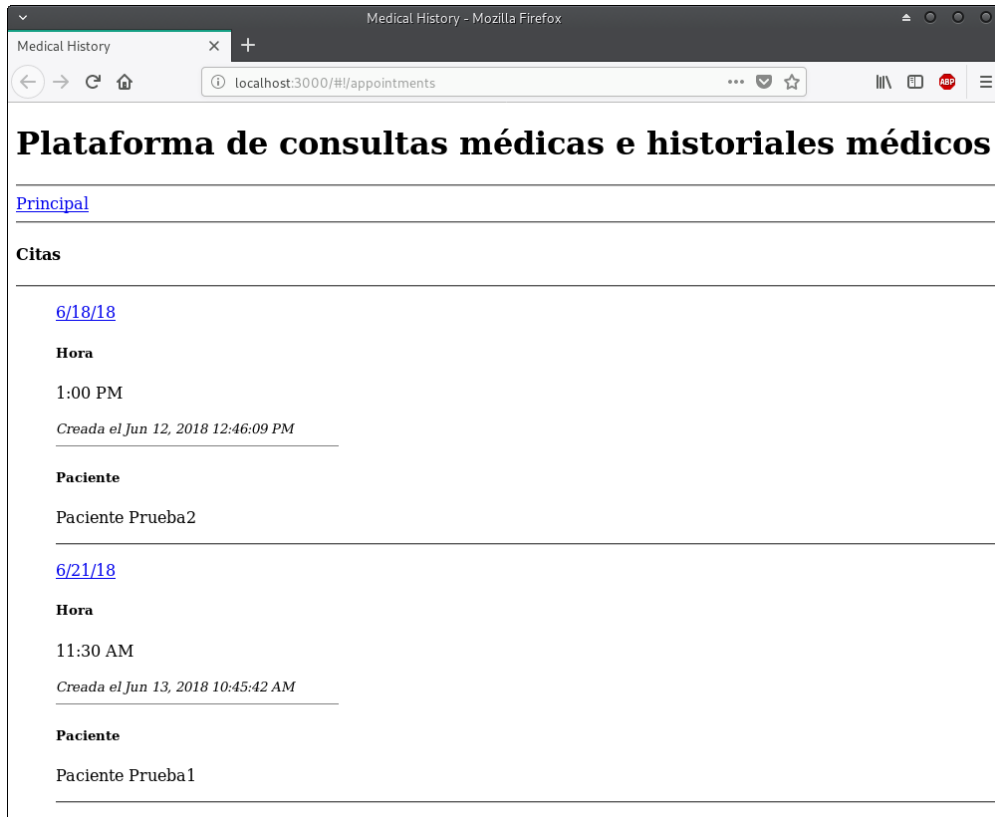 Medical History - Mozilla Firefox
Medical History
localhost:3000/#!/appointments
ABP
Plataforma de consultas médicas e historiales médicos
Principal
Citas
6/18/18
Hora
1:00 PM
Creada el Jun 12, 2018 12:46:09 PM
Paciente
Paciente Prueba2
6/21/18
Hora
11:30 AM
Creada el Jun 13, 2018 10:45:42 AM
Paciente
Paciente Prueba1